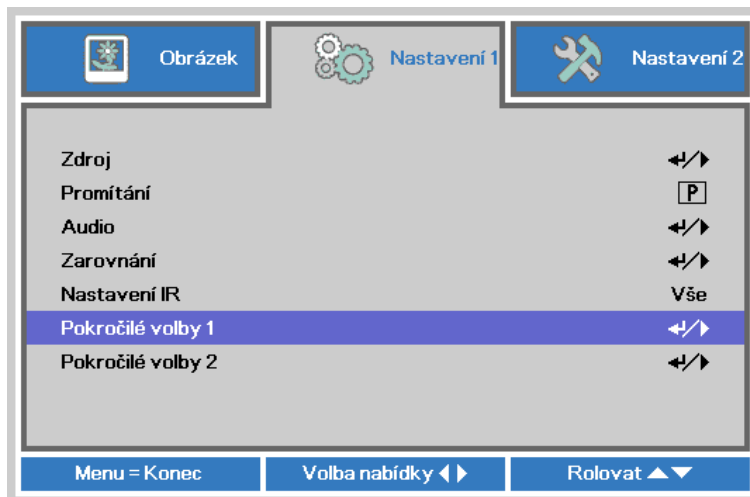 Obrázek
Nastavení 1
Nastavení 2
Zdroj
Promítání P
Audio
Zarovnání
Nastavení IR Vše
Pokročilé volby 1
Pokročilé volby 2
Menu = Konec
Volba nabídky
Rolovat